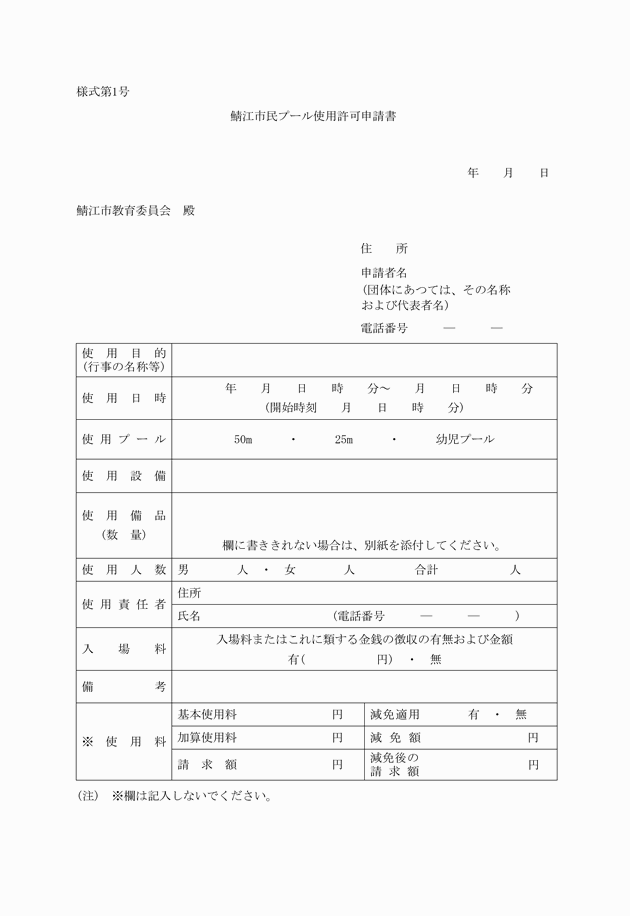 様式第1号
鯖江市民プール使用許可申請書
年　　月　　日
鯖江市教育委員会　殿
住　　所
申請者名
(団体にあつては、その名称
および代表者名)
電話番号　　　―　　　―
使　用　目　的
(行事の名称等)
使　用　日　時
年　　月　　日　　時　　分～　　月　　日　　時　　分
(開始時刻　　月　　日　　時　　分)
使 用 プ ー ル
50m　　　・　　　25m　　　・　　　幼児プール
使　用　設　備
使　用　備　品
(数　量)
欄に書ききれない場合は、別紙を添付してください。
使　用　人　数
男　　　　人　・　女　　　　人　　　　　合計　　　　　　人
使 用 責 任 者
住所
氏名　　　　　　　　　　　(電話番号　　　―　　　―　　　)
入　　場　　料
入場料またはこれに類する金銭の徴収の有無および金額
有(　　　　　　円)　・　無
備　　　　　考
※　使　用　料
基本使用料　　　　　　　　円
減免適用　　　　有　・　無
加算使用料　　　　　　　　円
減　免　額　　　　　　　　　円
請　求　額　　　　　　　　円
減免後の
請　求　額　　　　　　　　　円
(注)　※欄は記入しないでください。